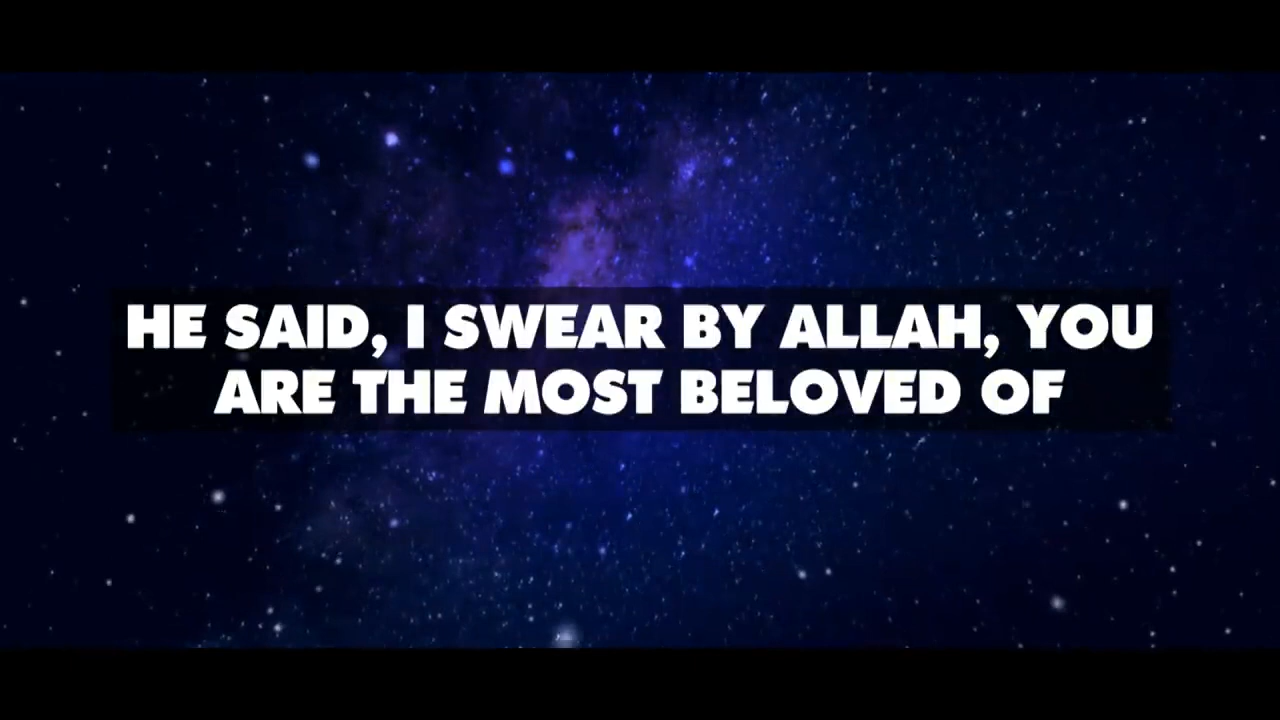 HE SAID, I SWEAR BY ALLAH, YOU
ARE THE MOST BELOVED OF